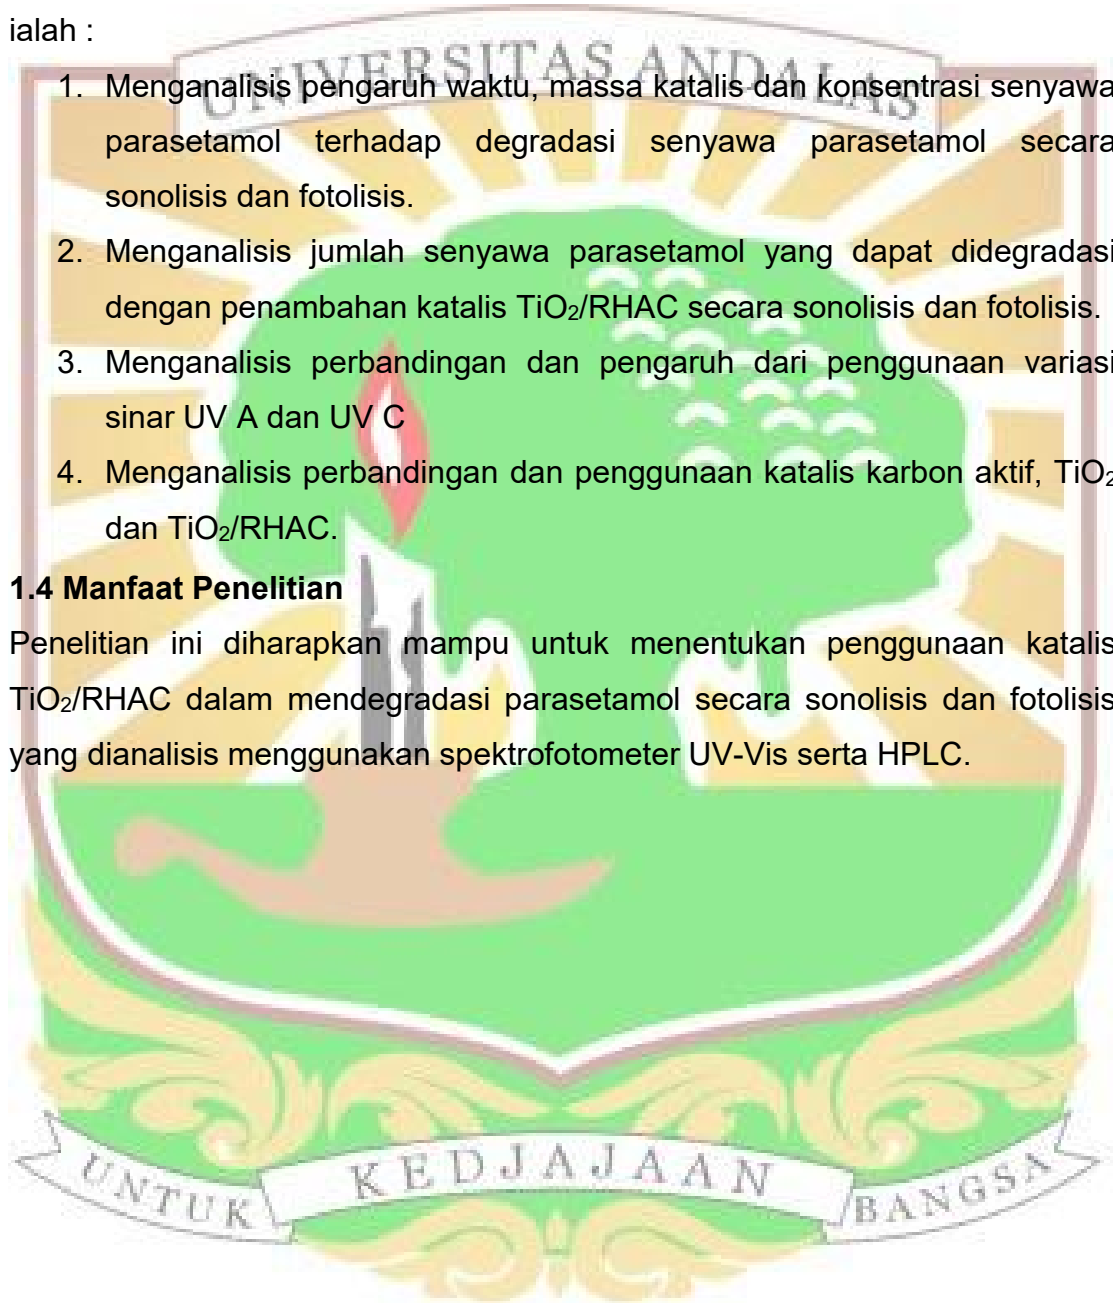 ialah :
UNIVERSITAS ANDALAS
1. Menganalisis pengaruh waktu, massa katalis dan konsentrasi senyawa
parasetamol terhadap degradasi senyawa parasetamol secara
sonolisis dan fotolisis.
2. Menganalisis jumlah senyawa parasetamol yang dapat didegradasi
dengan penambahan katalis TiO₂/RHAC secara sonolisis dan fotolisis.
3. Menganalisis perbandingan dan pengaruh dari penggunaan variasi
sinar UV A dan UV C
4. Menganalisis perbandingan dan penggunaan katalis karbon aktif, TiO₂
dan TiO₂/RHAC.
1.4 Manfaat Penelitian
Penelitian ini diharapkan mampu untuk menentukan penggunaan katalis
TiO₂/RHAC dalam mendegradasi parasetamol secara sonolisis dan fotolisis
yang dianalisis menggunakan spektrofotometer UV-Vis serta HPLC.
UNTUK KEDJAJAAN BANGSA